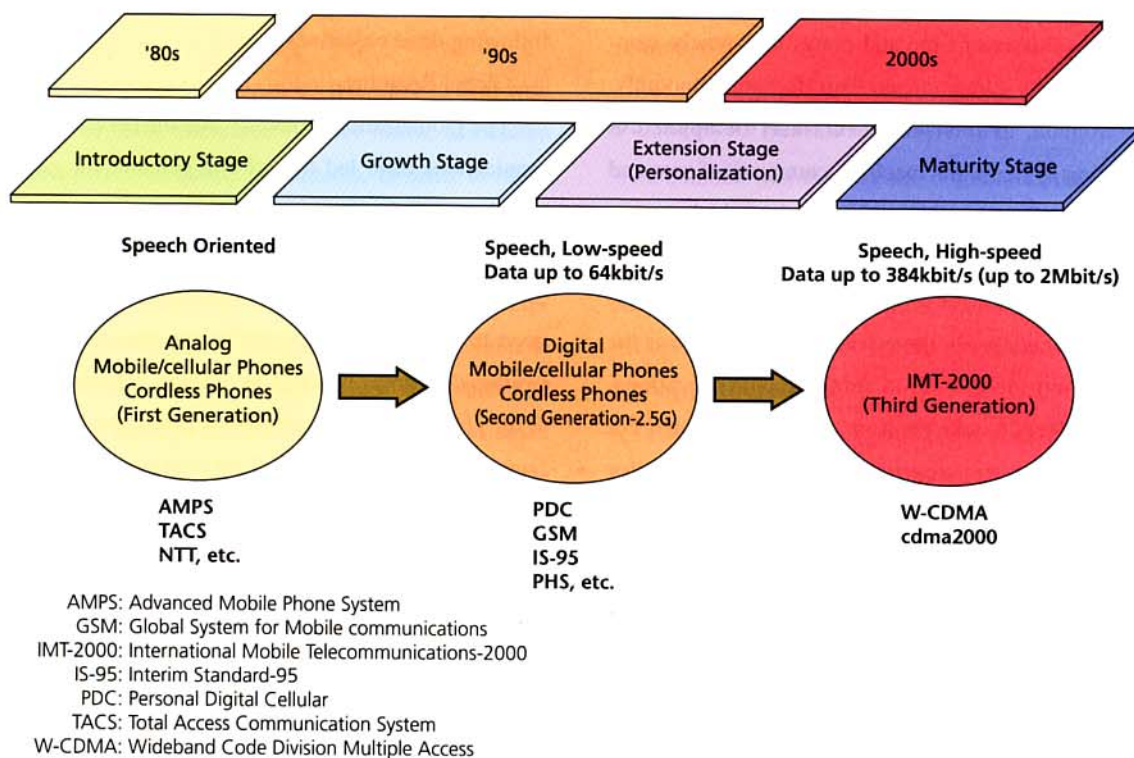 '80s
'90s
2000s
Introductory Stage
Growth Stage
Extension Stage
(Personalization)
Maturity Stage
Speech Oriented
Speech, Low-speed
Data up to 64kbit/s
Speech, High-speed
Data up to 384kbit/s (up to 2Mbit/s)
Analog
Mobile/cellular Phones
Cordless Phones
(First Generation)
Digital
Mobile/cellular Phones
Cordless Phones
(Second Generation-2.5G)
IMT-2000
(Third Generation)
AMPS
TACS
NTT, etc.
PDC
GSM
IS-95
PHS, etc.
W-CDMA
cdma2000
AMPS: Advanced Mobile Phone System
GSM: Global System for Mobile communications
IMT-2000: International Mobile Telecommunications-2000
IS-95: Interim Standard-95
PDC: Personal Digital Cellular
TACS: Total Access Communication System
W-CDMA: Wideband Code Division Multiple Access